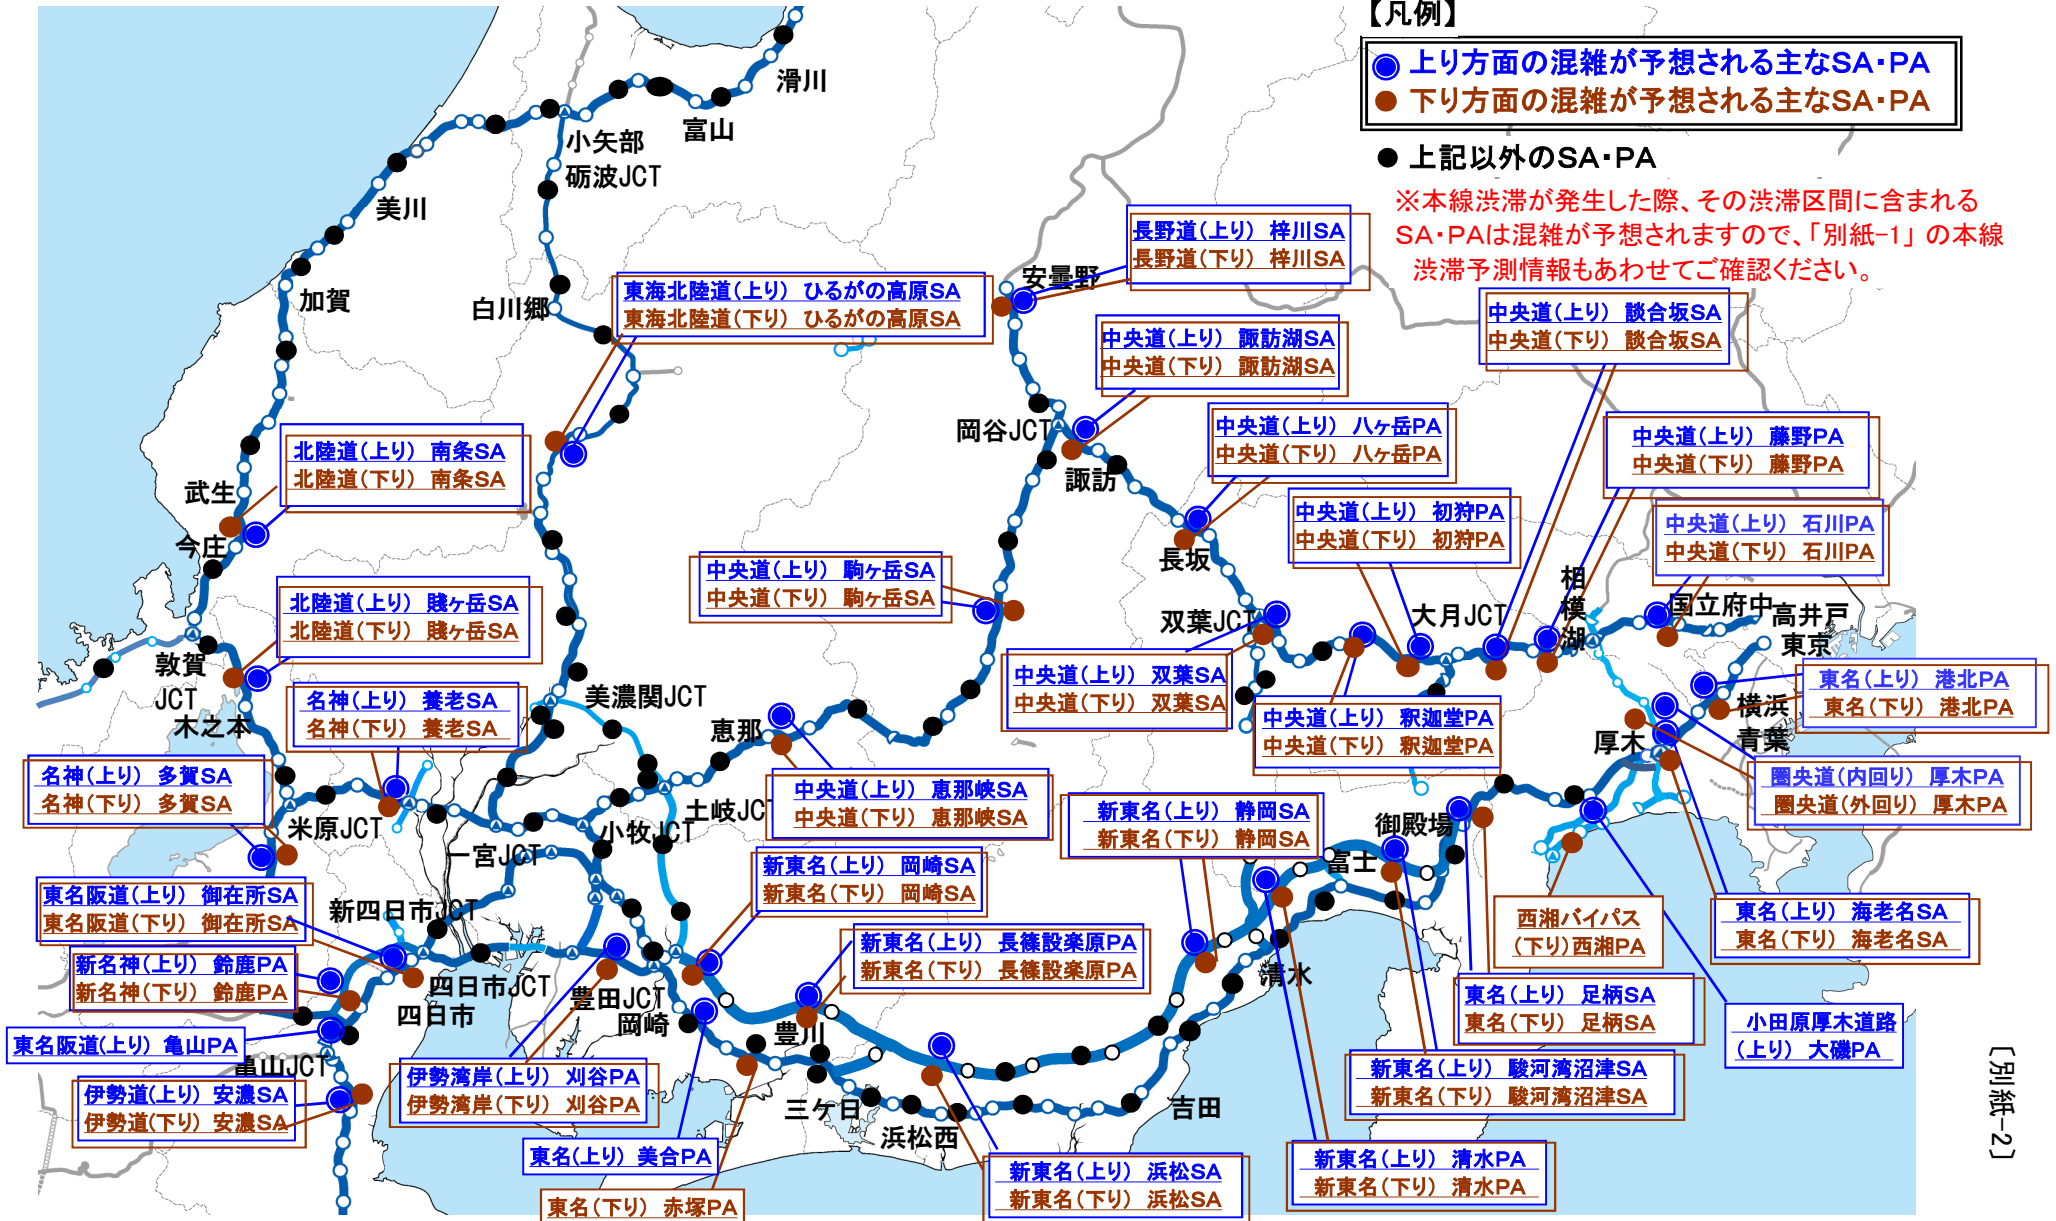 【凡例】
上り方面の混雑が予想される主なSA・PA
下り方面の混雑が予想される主なSA・PA
上記以外のSA・PA
※本線渋滞が発生した際、その渋滞区間に含まれる
SA・PAは混雑が予想されますので、「別紙-1」の本線
渋滞予測情報もあわせてご確認ください。
滑川
富山
小矢部
砺波JCT
美川
加賀
白川郷
東海北陸道(上り) ひるがの高原SA
東海北陸道(下り) ひるがの高原SA
長野道(上り) 梓川SA
長野道(下り) 梓川SA
安曇野
中央道(上り) 諏訪湖SA
中央道(下り) 諏訪湖SA
中央道(上り) 談合坂SA
中央道(下り) 談合坂SA
岡谷JCT
諏訪
中央道(上り) 八ヶ岳PA
中央道(下り) 八ヶ岳PA
中央道(上り) 藤野PA
中央道(下り) 藤野PA
北陸道(上り) 南条SA
北陸道(下り) 南条SA
武生
今庄
中央道(上り) 初狩PA
中央道(下り) 初狩PA
中央道(上り) 石川PA
中央道(下り) 石川PA
長坂
中央道(上り) 駒ヶ岳SA
中央道(下り) 駒ヶ岳SA
相模湖
北陸道(上り) 賤ヶ岳SA
北陸道(下り) 賤ヶ岳SA
双葉JCT
大月JCT
国立府中
高井戸
東京
敦賀
JCT
木之本
中央道(上り) 双葉SA
中央道(下り) 双葉SA
名神(上り) 養老SA
名神(下り) 養老SA
美濃関JCT
恵那
中央道(上り) 釈迦堂PA
中央道(下り) 釈迦堂PA
東名(上り) 港北PA
東名(下り) 港北PA
横浜
青葉
厚木
名神(上り) 多賀SA
名神(下り) 多賀SA
米原JCT
中央道(上り) 恵那峡SA
中央道(下り) 恵那峡SA
土岐JCT
小牧JCT
一宮JCT
圏央道(内回り) 厚木PA
圏央道(外回り) 厚木PA
新東名(上り) 静岡SA
新東名(下り) 静岡SA
御殿場
富士
新東名(上り) 岡崎SA
新東名(下り) 岡崎SA
東名阪道(上り) 御在所SA
東名阪道(下り) 御在所SA
新四日市JCT
西湘バイパス
(下り)西湘PA
東名(上り) 海老名SA
東名(下り) 海老名SA
新東名(上り) 長篠設楽原PA
新東名(下り) 長篠設楽原PA
新名神(上り) 鈴鹿PA
新名神(下り) 鈴鹿PA
四日市JCT
四日市
豊田JCT
岡崎
豊川
清水
東名(上り) 足柄SA
東名(下り) 足柄SA
小田原厚木道路
(上り) 大磯PA
東名阪道(上り) 亀山PA
亀山JCT
伊勢道(上り) 安濃SA
伊勢道(下り) 安濃SA
伊勢湾岸(上り) 刈谷PA
伊勢湾岸(下り) 刈谷PA
新東名(上り) 駿河湾沼津SA
新東名(下り) 駿河湾沼津SA
三ケ日
浜松西
吉田
東名(上り) 美合PA
東名(下り) 赤塚PA
新東名(上り) 浜松SA
新東名(下り) 浜松SA
新東名(上り) 清水PA
新東名(下り) 清水PA
〔別紙-2〕